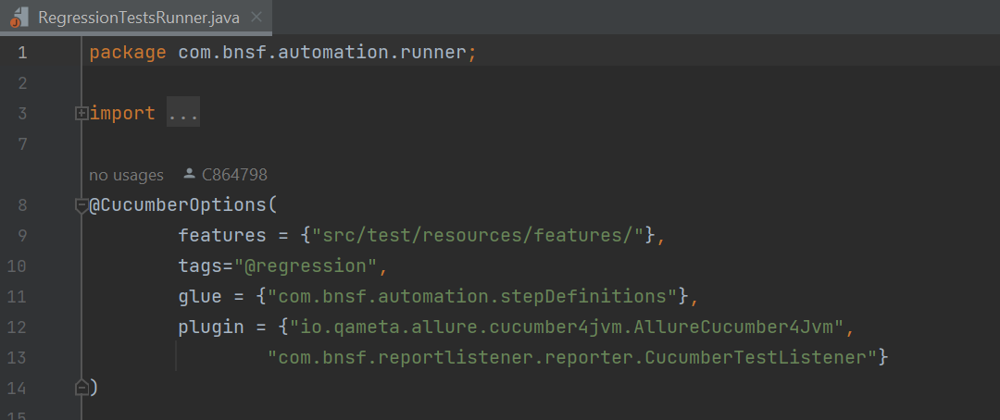 RegressionTestsRunner.java
1 package com.bnsf.automation.runner;
2
3 import ...
7
no usages C864798
8 @CucumberOptions(
9 features = {"src/test/resources/features/"},
10 tags="@regression",
11 glue = {"com.bnsf.automation.stepDefinitions"},
12 plugin = {"io.qameta.allure.cucumber4jvm.AllureCucumber4Jvm",
13 "com.bnsf.reportlistener.reporter.CucumberTestListener"}
14 )
15